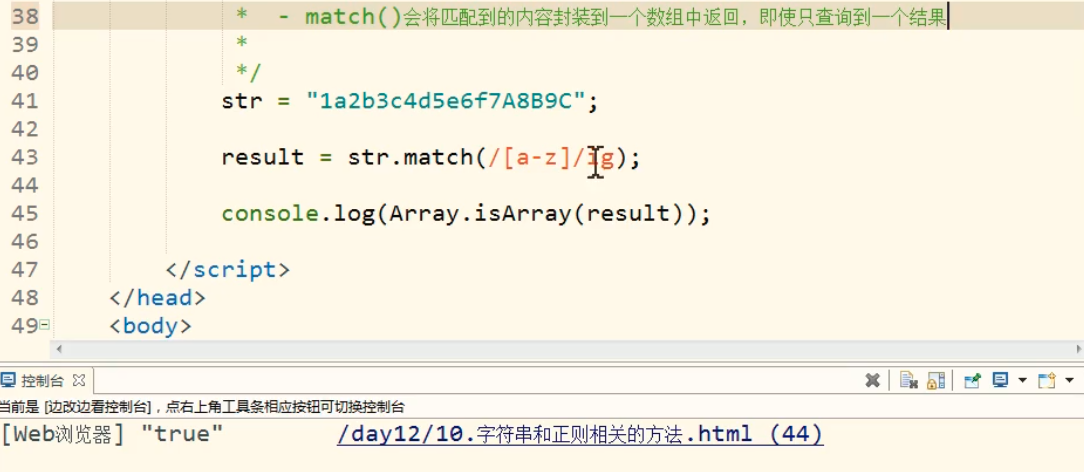 38 * - match()会将匹配到的内容封装到一个数组中返回，即使只查询到一个结果
39 *
40 */
41 str = "1a2b3c4d5e6f7A8B9C";
42
43 result = str.match(/[a-z]/ig);
44
45 console.log(Array.isArray(result));
46
47 </script>
48 </head>
49 <body>
控制台
当前是 [边改边看控制台]，点右上角工具条相应按钮可切换控制台
[Web浏览器] "true" /day12/10.字符串和正则相关的方法.html (44)